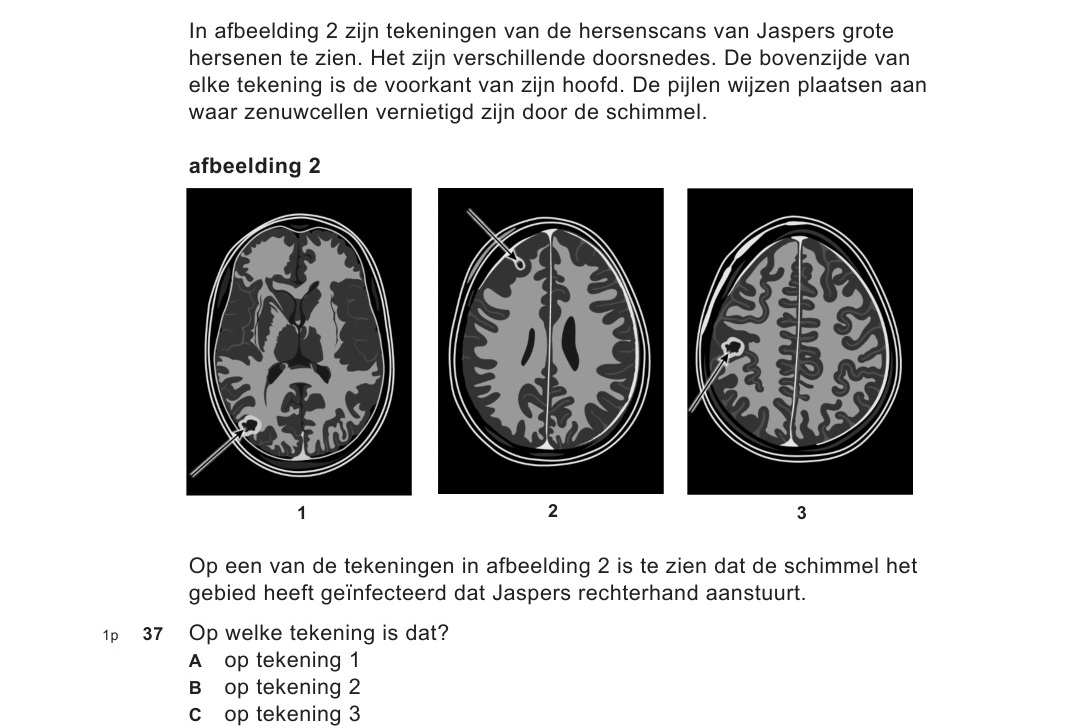 In afbeelding 2 zijn tekeningen van de hersenscans van Jaspers grote
hersenen te zien. Het zijn verschillende doorsnedes. De bovenzijde van
elke tekening is de voorkant van zijn hoofd. De pijlen wijzen plaatsen aan
waar zenuwcellen vernietigd zijn door de schimmel.
afbeelding 2
1 2 3
Op een van de tekeningen in afbeelding 2 is te zien dat de schimmel het
gebied heeft geïnfecteerd dat Jaspers rechterhand aanstuurt.
1p 37 Op welke tekening is dat?
A op tekening 1
B op tekening 2
C op tekening 3